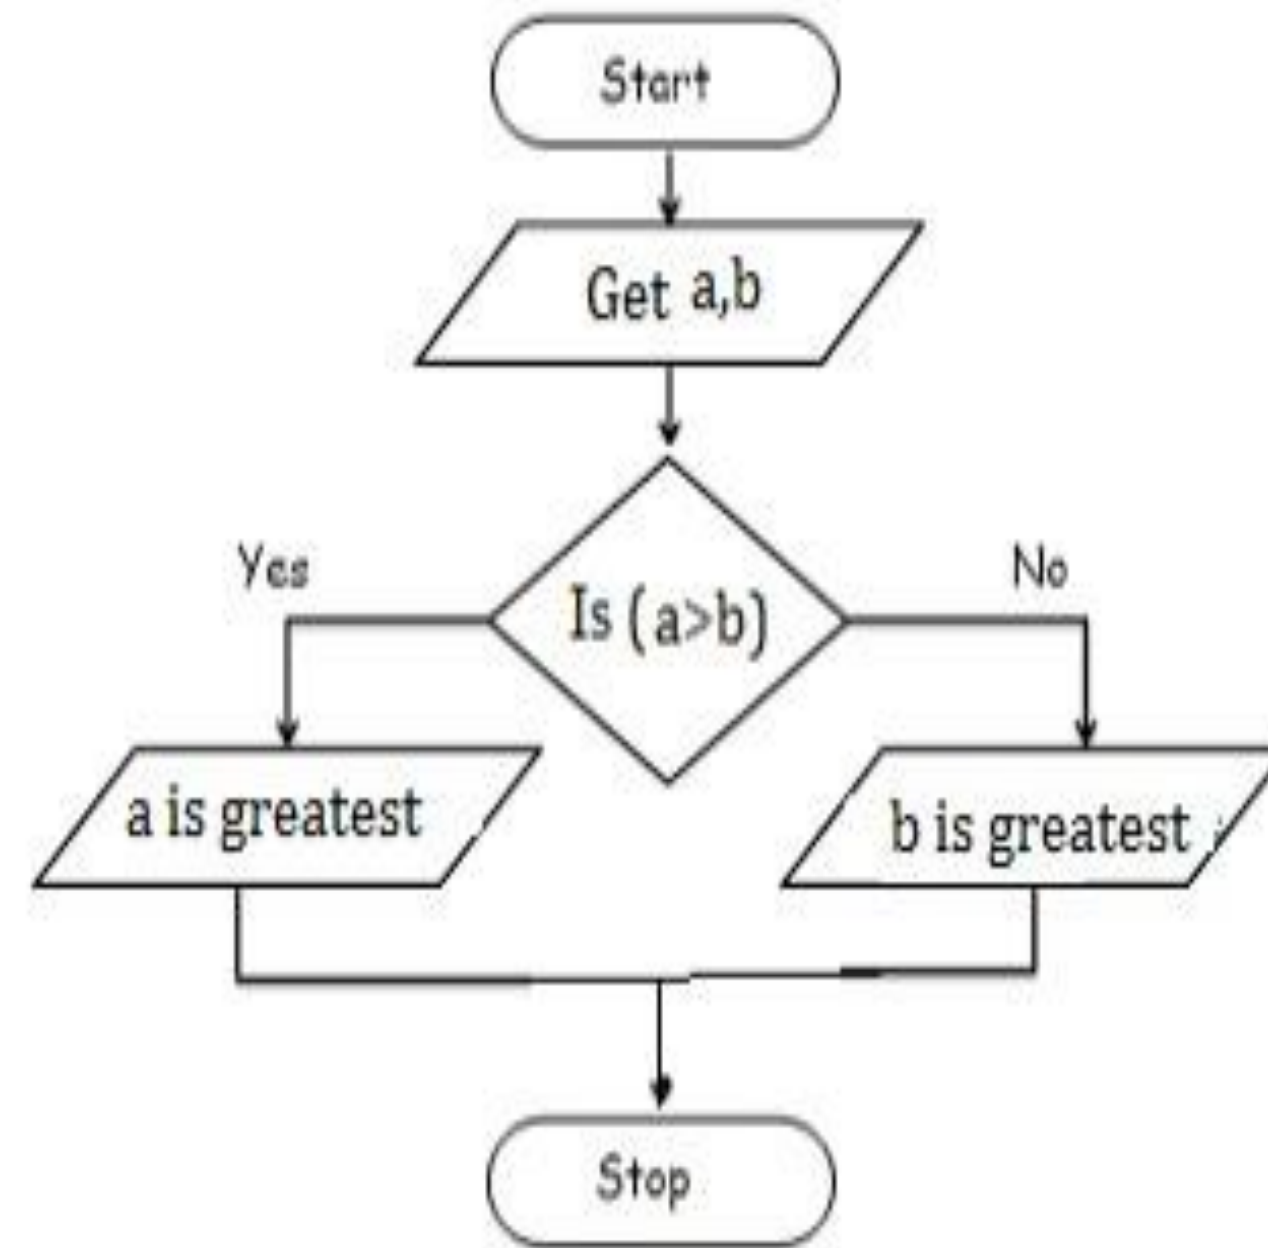 Start
Get a,b
Yes
No
Is (a>b)
a is greatest
b is greatest
Stop